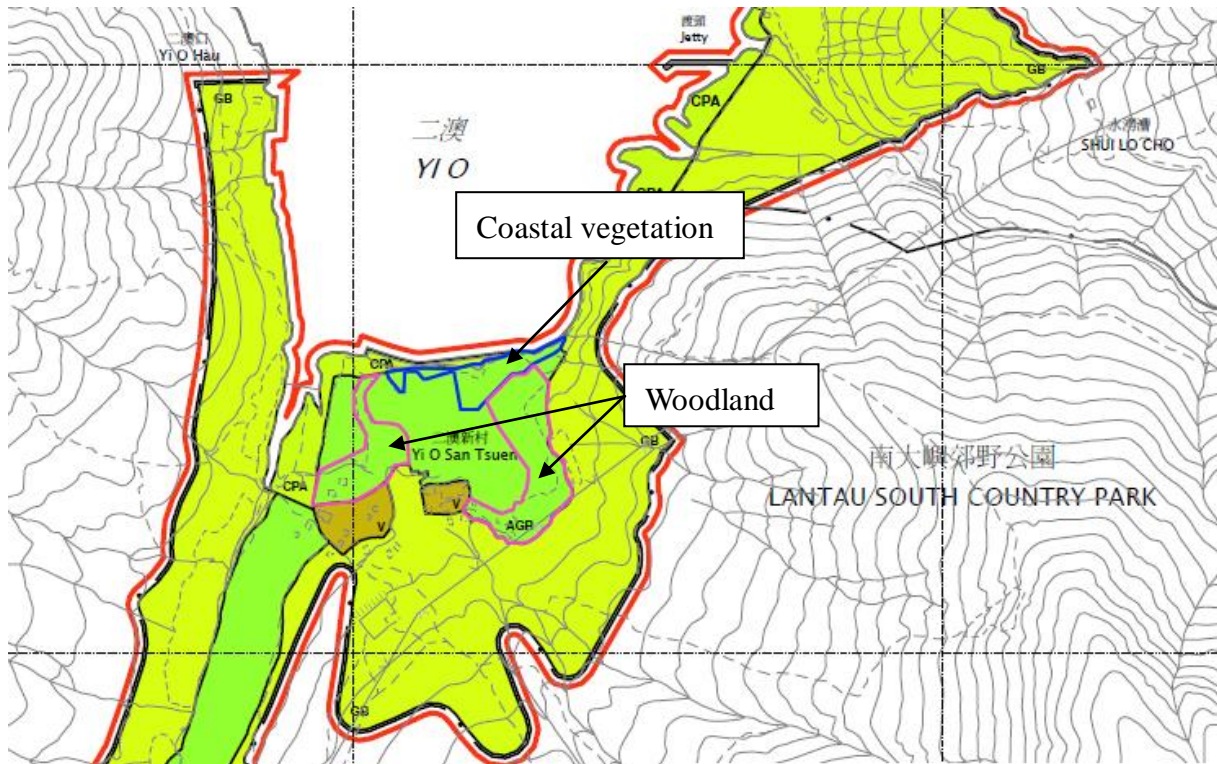 二澳口
Yi O Hau
渡頭
Jetty
GB
GB
CPA
二澳
YI O
水澇漕
SHUI LO CHO
CPA
Coastal vegetation
CPA
Woodland
二澳新村
Yi O San Tsuen
GB
南大嶼郊野公園
LANTAU SOUTH COUNTRY PARK
CPA
V
V
AGR
GB